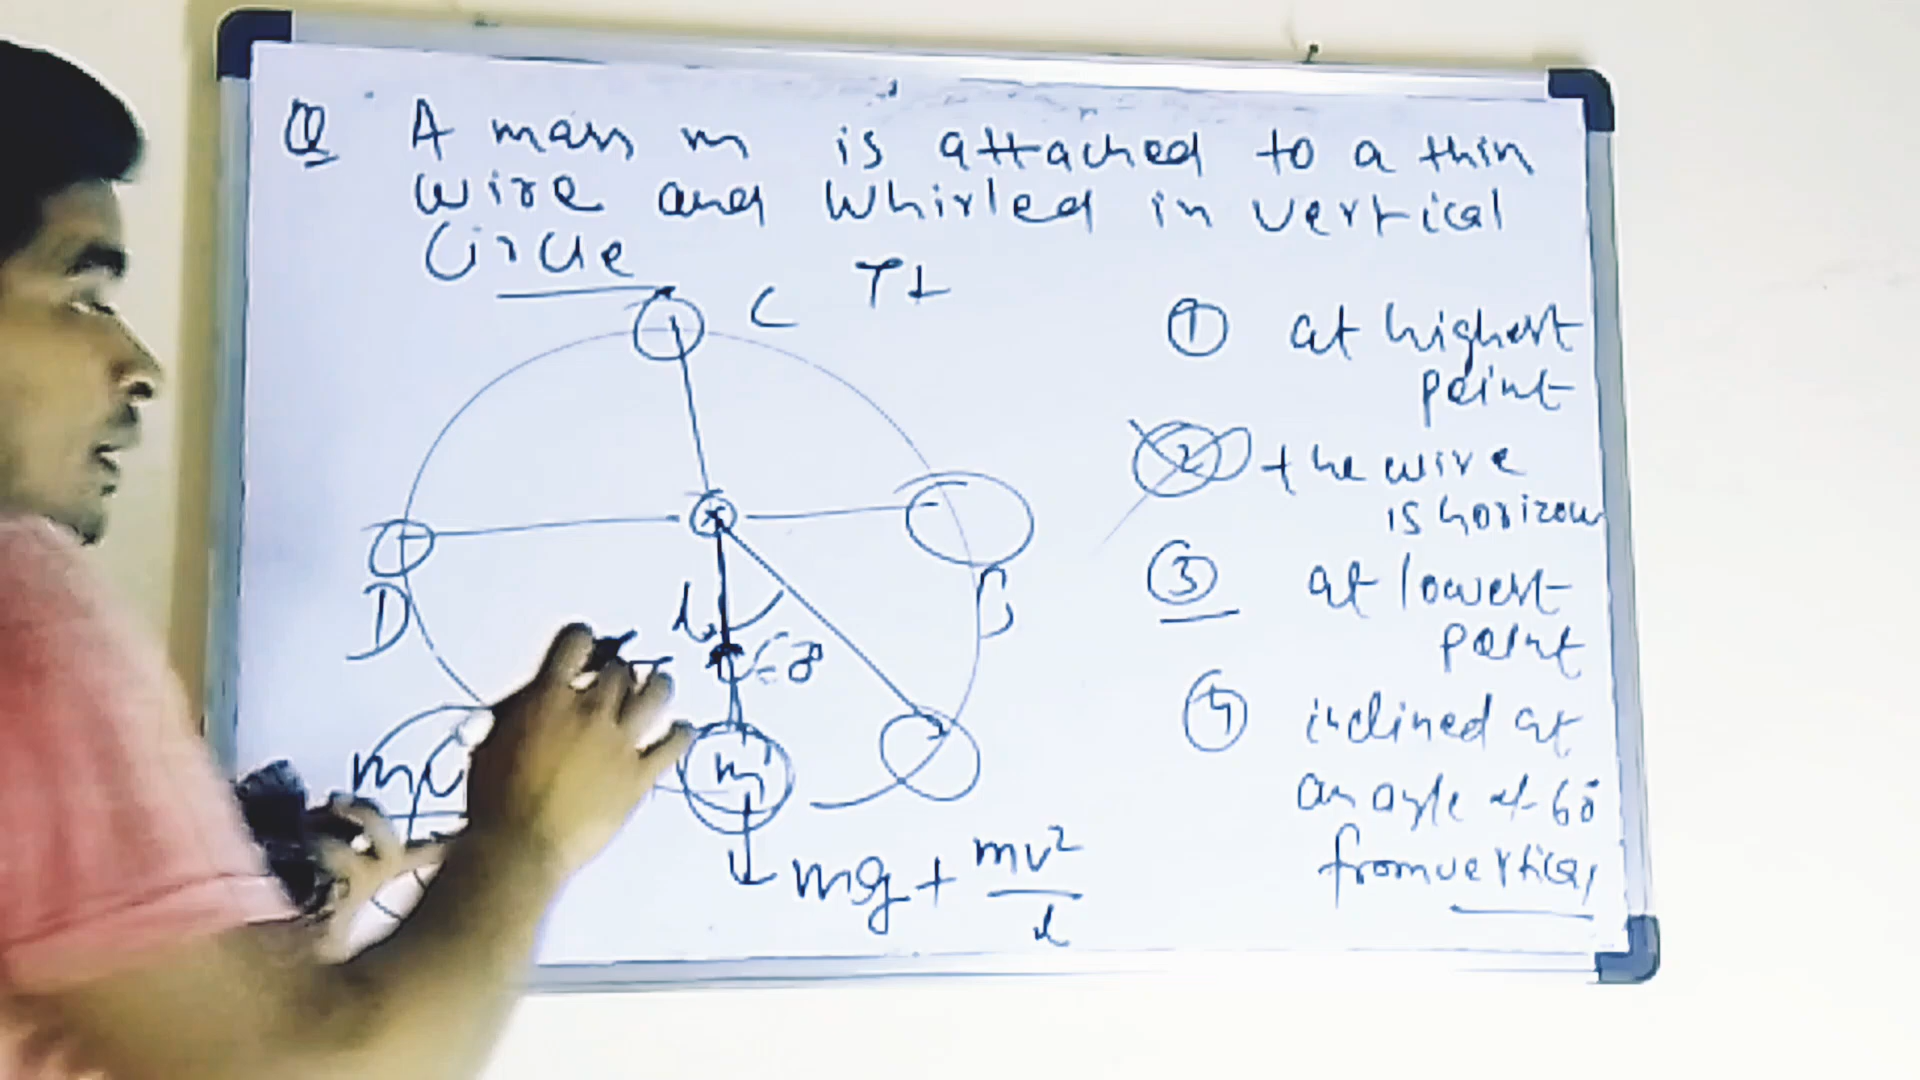 Q A mass m is attached to a thin
wire and whirled in vertical
Circle
C T⊥
① at highest
point
② the wire
is horizon
③ at lowest
point
④ inclined at
an angle of 60
from vertical
D
l
B
m
mg + mv²
l